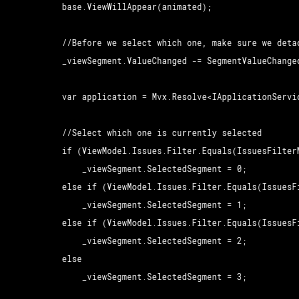 base.ViewWillAppear(animated);
//Before we select which one, make sure we detac
_viewSegment.ValueChanged -= SegmentValueChanged
var application = Mvx.Resolve<IApplicationServic
//Select which one is currently selected
if (ViewModel.Issues.Filter.Equals(IssuesFilterM
_viewSegment.SelectedSegment = 0;
else if (ViewModel.Issues.Filter.Equals(IssuesFi
_viewSegment.SelectedSegment = 1;
else if (ViewModel.Issues.Filter.Equals(IssuesFi
_viewSegment.SelectedSegment = 2;
else
_viewSegment.SelectedSegment = 3;